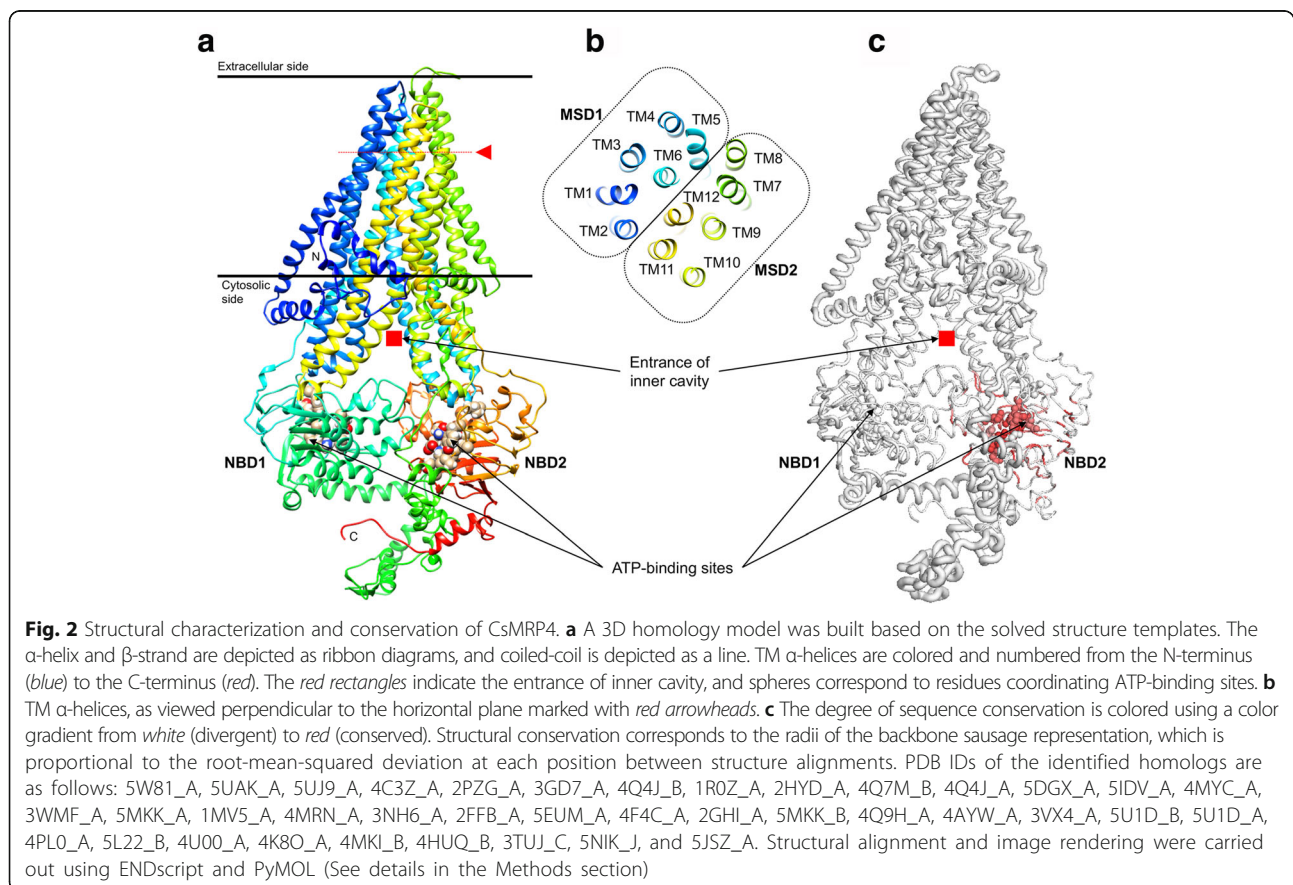 a
b
c
Extracellular side
MSD1
TM4
TM5
TM3
TM6
TM8
TM7
TM1
TM12
TM2
TM9
TM11
TM10
MSD2
N
Cytosolic side
Entrance of inner cavity
NBD1
NBD2
NBD1
NBD2
C
ATP-binding sites
Fig. 2 Structural characterization and conservation of CsMRP4. a A 3D homology model was built based on the solved structure templates. The
α-helix and β-strand are depicted as ribbon diagrams, and coiled-coil is depicted as a line. TM α-helices are colored and numbered from the N-terminus
(blue) to the C-terminus (red). The red rectangles indicate the entrance of inner cavity, and spheres correspond to residues coordinating ATP-binding sites. b
TM α-helices, as viewed perpendicular to the horizontal plane marked with red arrowheads. c The degree of sequence conservation is colored using a color
gradient from white (divergent) to red (conserved). Structural conservation corresponds to the radii of the backbone sausage representation, which is
proportional to the root-mean-squared deviation at each position between structure alignments. PDB IDs of the identified homologs are
as follows: 5W81_A, 5UAK_A, 5UJ9_A, 4C3Z_A, 2PZG_A, 3GD7_A, 4Q4J_B, 1R0Z_A, 2HYD_A, 4Q7M_B, 4Q4J_A, 5DGX_A, 5IDV_A, 4MYC_A,
3WMF_A, 5MKK_A, 1MV5_A, 4MRN_A, 3NH6_A, 2FFB_A, 5EUM_A, 4F4C_A, 2GHI_A, 5MKK_B, 4Q9H_A, 4AYW_A, 3VX4_A, 5U1D_B, 5U1D_A,
4PL0_A, 5L22_B, 4U00_A, 4K8O_A, 4MKI_B, 4HUQ_B, 3TUJ_C, 5NIK_J, and 5JSZ_A. Structural alignment and image rendering were carried
out using ENDscript and PyMOL (See details in the Methods section)